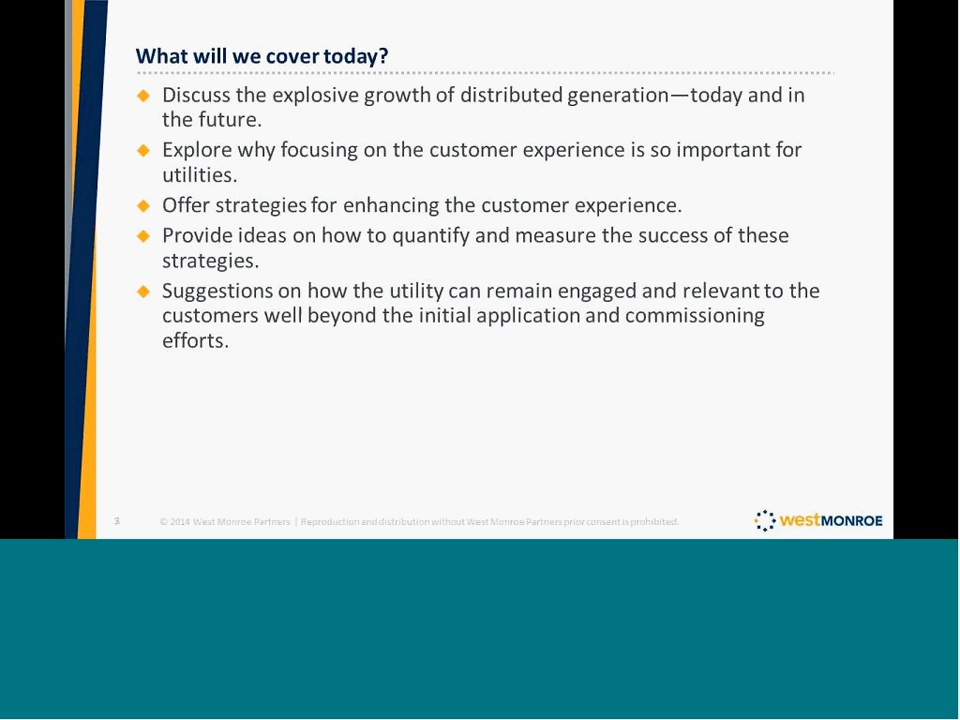 What will we cover today?
Discuss the explosive growth of distributed generation—today and in
the future.
Explore why focusing on the customer experience is so important for
utilities.
Offer strategies for enhancing the customer experience.
Provide ideas on how to quantify and measure the success of these
strategies.
Suggestions on how the utility can remain engaged and relevant to the
customers well beyond the initial application and commissioning
efforts.
3 © 2014 West Monroe Partners | Reproduction and distribution without West Monroe Partners prior consent is prohibited.
westMONROE